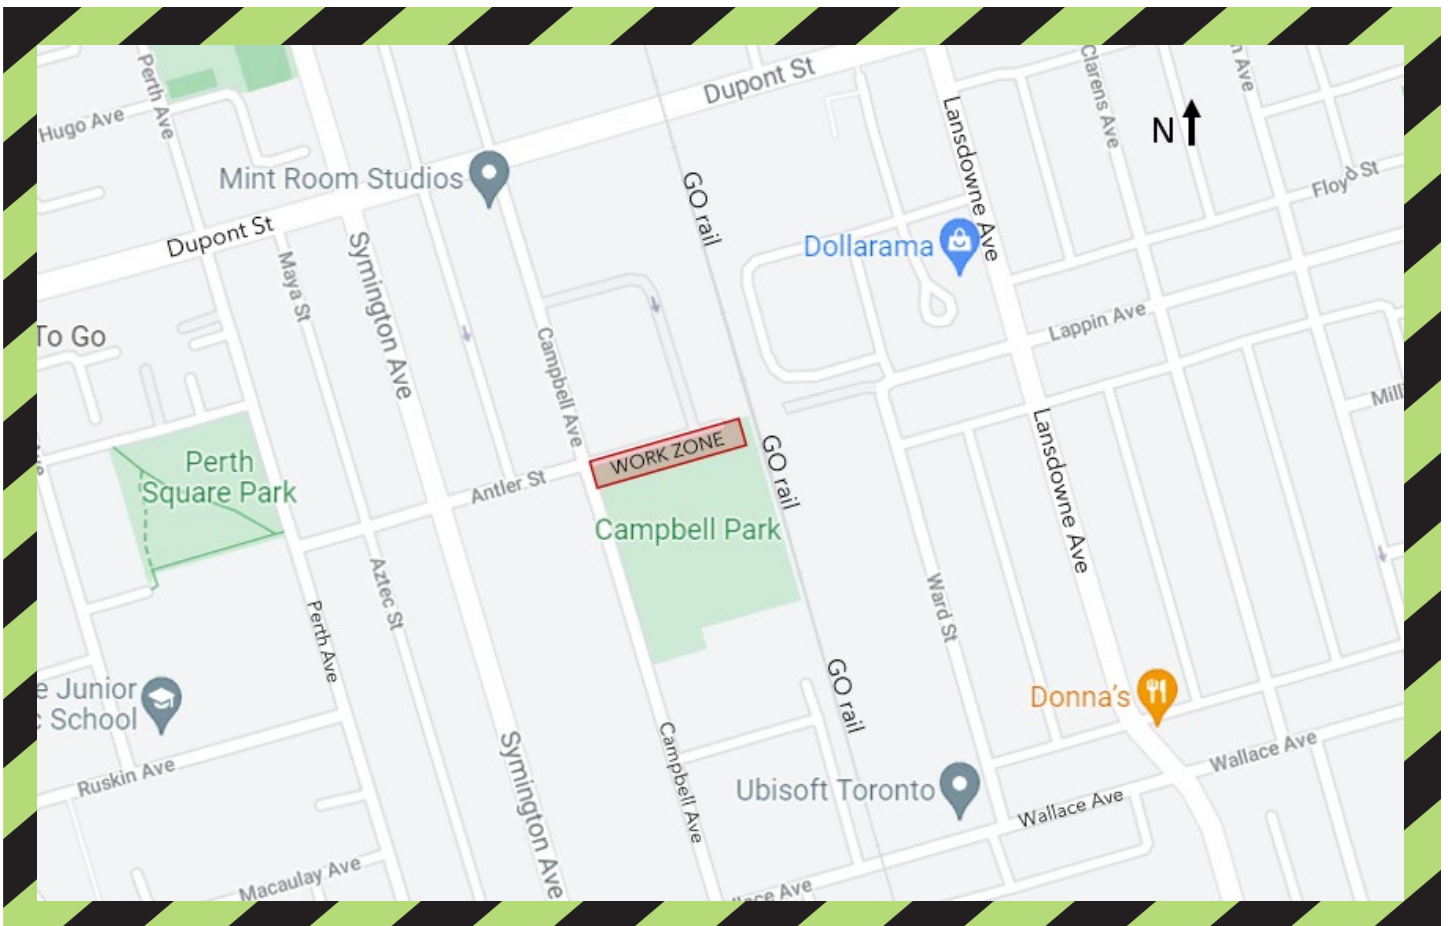 Perth Ave
Hugo Ave
Dupont St
Lansdowne Ave
Clarens Ave
Ave
N
Floyd St
Mint Room Studios
GO rail
Dupont St
Symington Ave
Maya St
Dollarama
To Go
Campbell Ave
Lappin Ave
WORK ZONE
GO rail
Lansdowne Ave
Perth
Square Park
Antler St
Campbell Park
Aztec St
Perth Ave
Ward St
Junior
School
GO rail
Donna's
Ruskin Ave
Symington Ave
Campbell Ave
Ubisoft Toronto
Wallace Ave
Wallace Ave
Macaulay Ave
Ave